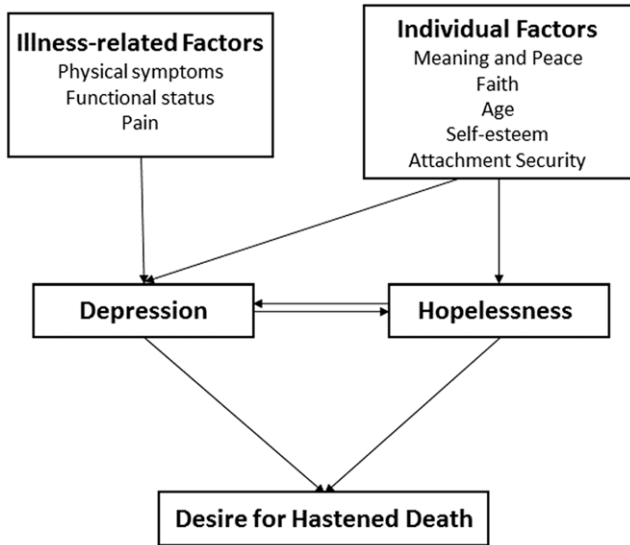 Illness-related Factors
Physical symptoms
Functional status
Pain
Individual Factors
Meaning and Peace
Faith
Age
Self-esteem
Attachment Security
Depression
Hopelessness
Desire for Hastened Death